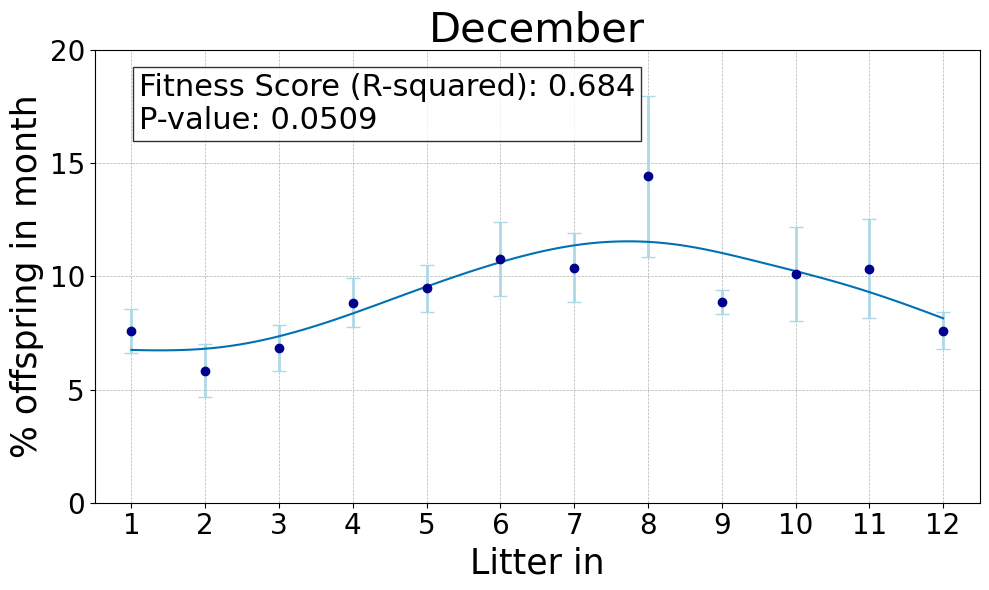 December
Fitness Score (R-squared): 0.684
P-value: 0.0509
% offspring in month
20
15
10
5
0
1 2 3 4 5 6 7 8 9 10 11 12
Litter in